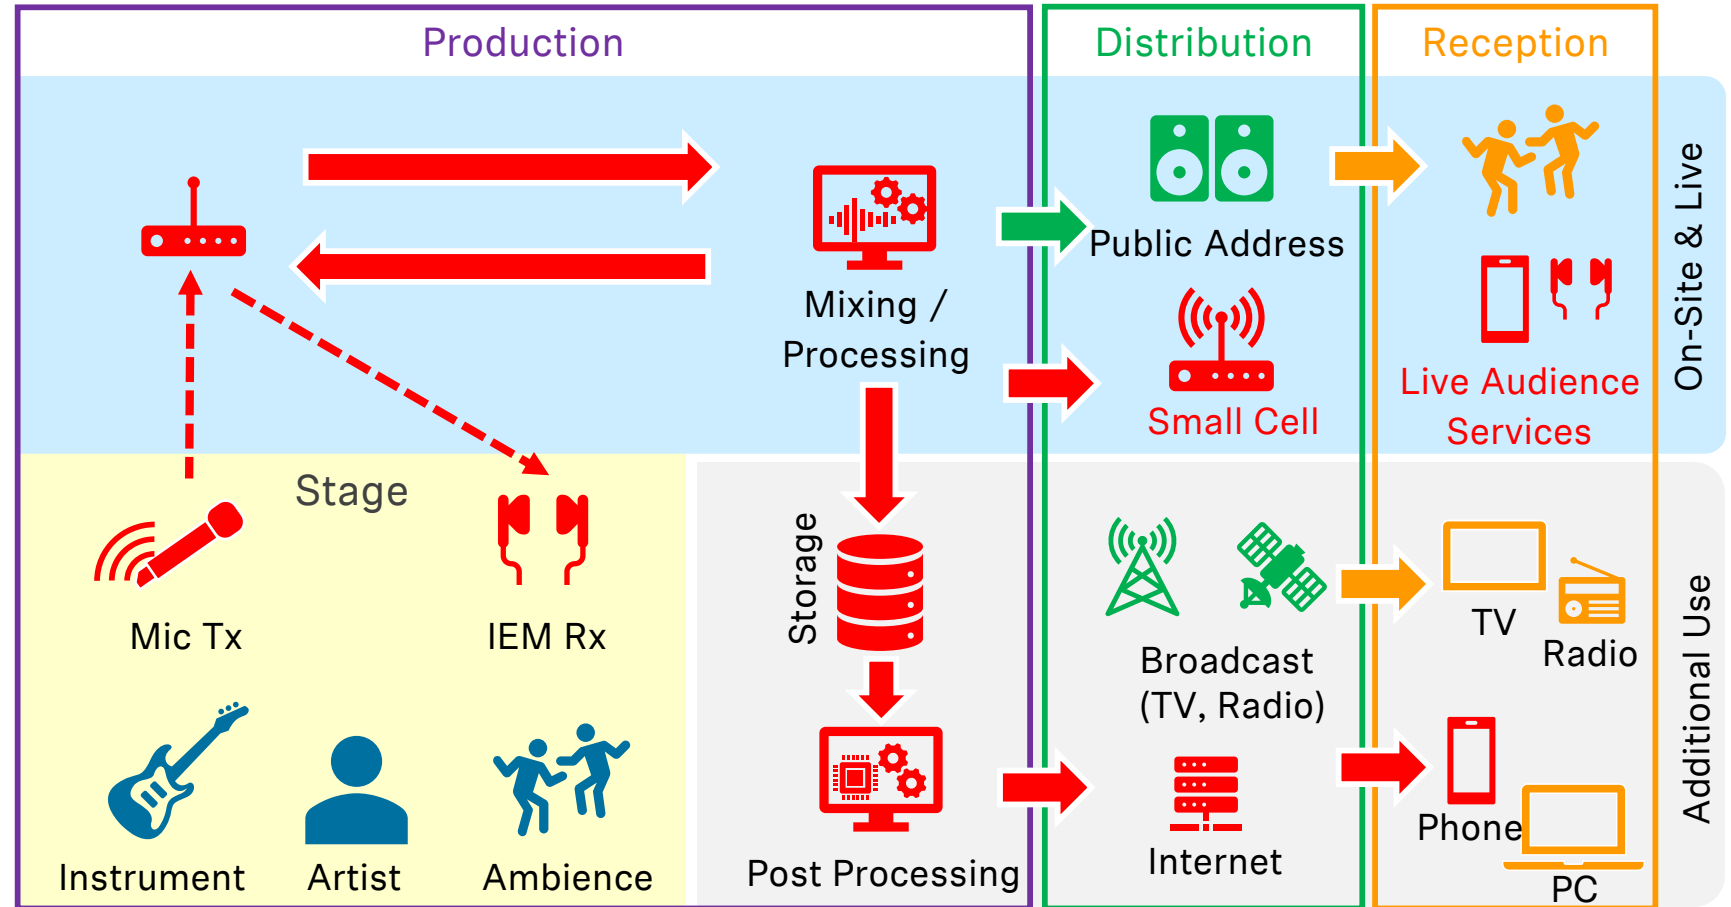 Production
Distribution
Reception
On-Site & Live
Mixing /
Processing
Public Address
Small Cell
Live Audience
Services
Stage
Mic Tx
IEM Rx
Instrument
Artist
Ambience
Storage
Post Processing
Broadcast
(TV, Radio)
Internet
TV
Radio
Phone
PC
Additional Use